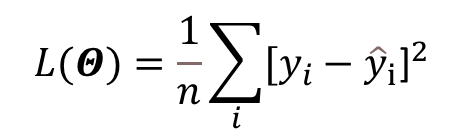 L(𝜣) = 1/n ∑_i [y_i − ŷ_i]²